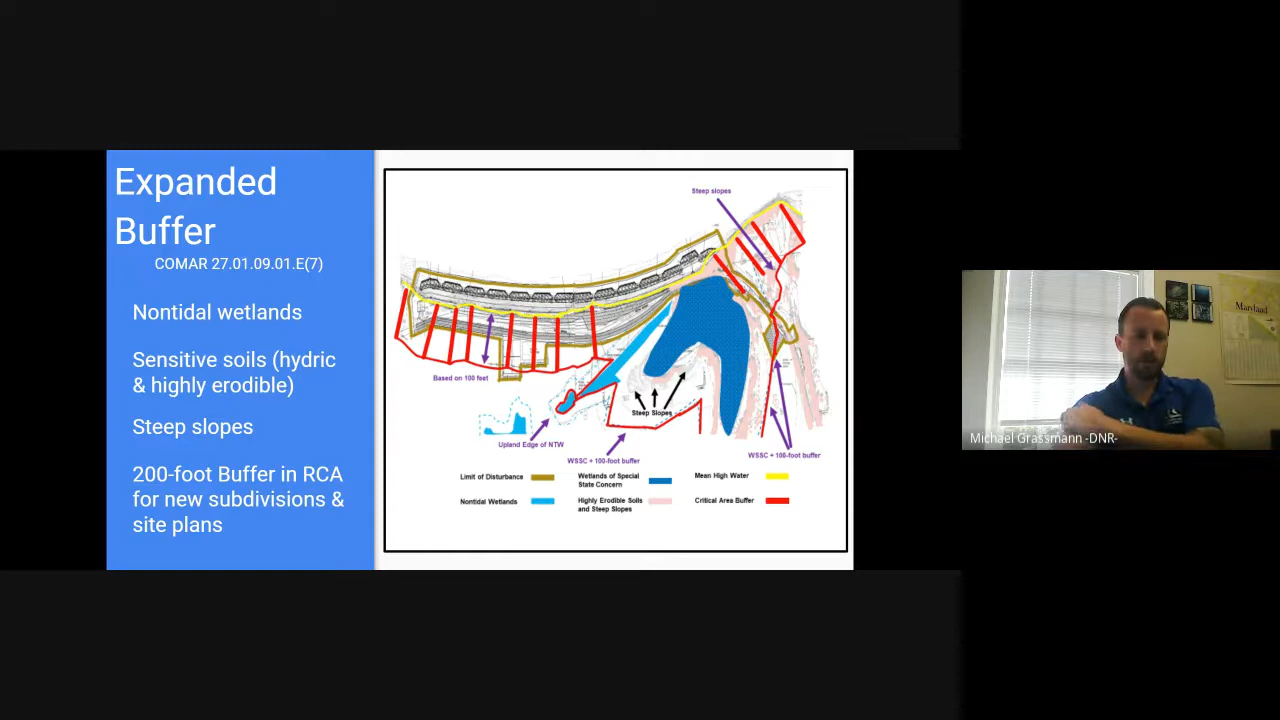 Expanded
Buffer
COMAR 27.01.09.01.E(7)
Nontidal wetlands
Sensitive soils (hydric
& highly erodible)
Steep slopes
200-foot Buffer in RCA
for new subdivisions &
site plans
Steep slopes
Based on 100 feet
Steep Slopes
Upland Edge of NTW
WSSC + 100-foot buffer
WSSC + 100-foot buffer
Limit of Disturbance
Wetlands of Special
State Concern
Mean High Water
Nontidal Wetlands
Highly Erodible Soils
and Steep Slopes
Critical Area Buffer
Maryland
Michael Grassmann -DNR-